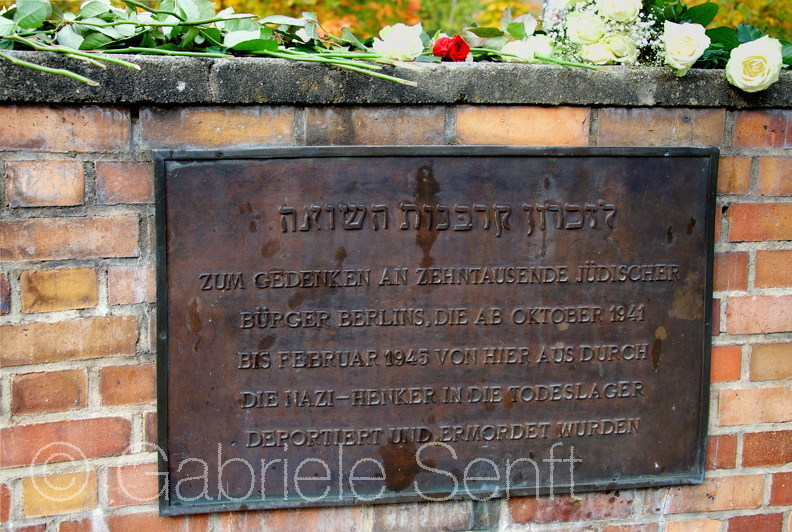 לזכרון קרבנות השואה
ZUM GEDENKEN AN ZEHNTAUSENDE JÜDISCHER
BÜRGER BERLINS, DIE AB OKTOBER 1941
BIS FEBRUAR 1945 VON HIER AUS DURCH
DIE NAZI-HENKER IN DIE TODESLAGER
DEPORTIERT UND ERMORDET WURDEN
© Gabriele Senft